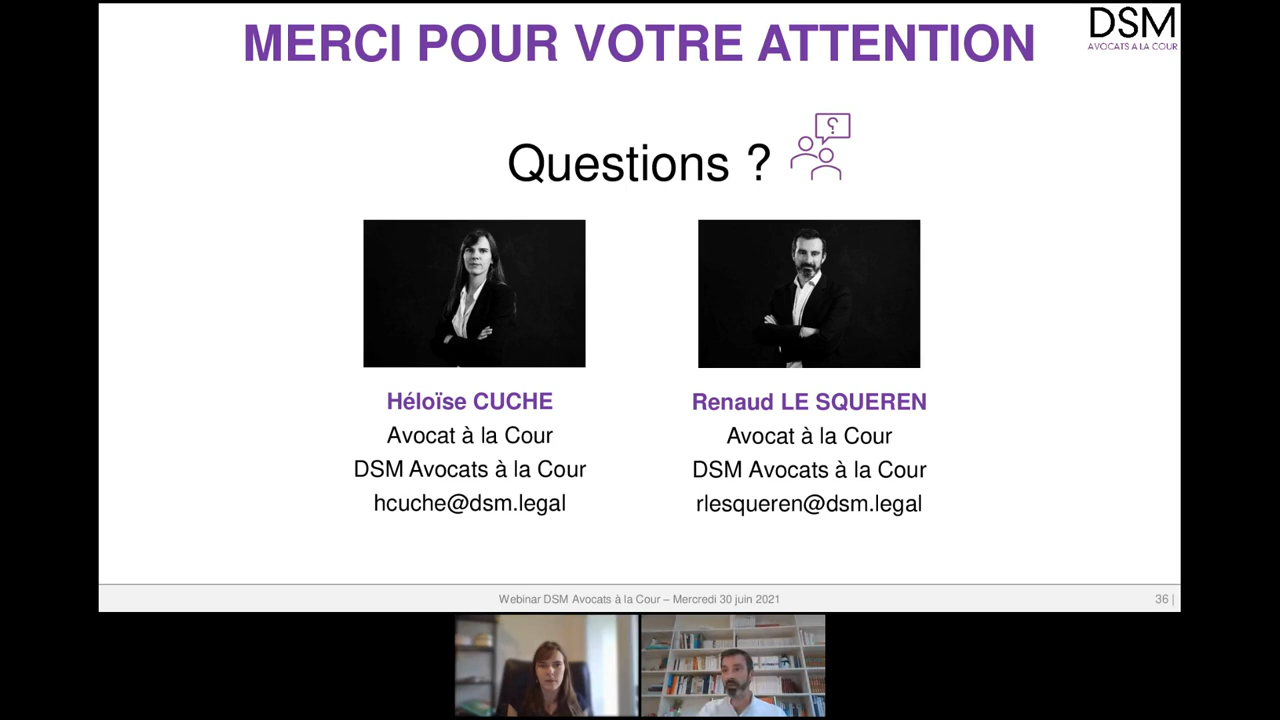 MERCI POUR VOTRE ATTENTION
DSM
AVOCATS A LA COUR
Questions ?
?
Héloïse CUCHE
Avocat à la Cour
DSM Avocats à la Cour
hcuche@dsm.legal
Renaud LE SQUEREN
Avocat à la Cour
DSM Avocats à la Cour
rlesqueren@dsm.legal
Webinar DSM Avocats à la Cour – Mercredi 30 juin 2021
36 |